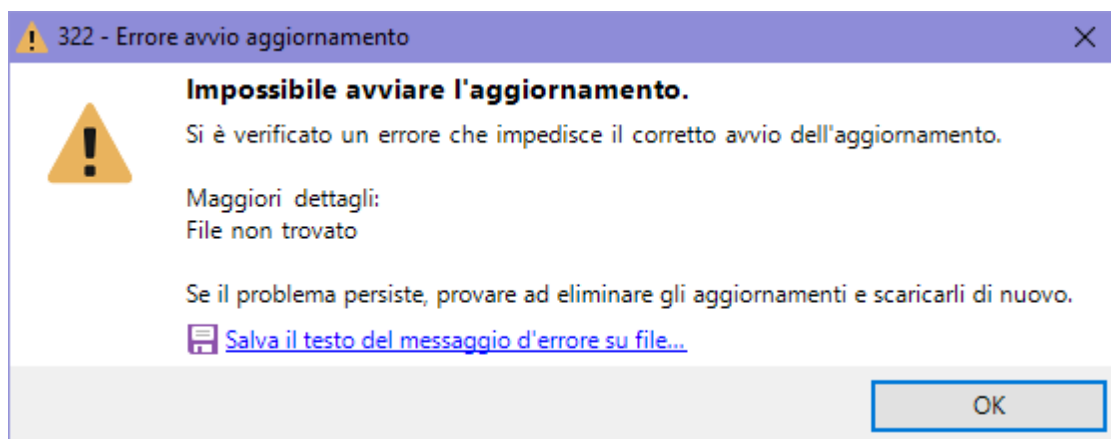 322 - Errore avvio aggiornamento
Impossibile avviare l'aggiornamento.
Si è verificato un errore che impedisce il corretto avvio dell'aggiornamento.
Maggiori dettagli:
File non trovato
Se il problema persiste, provare ad eliminare gli aggiornamenti e scaricarli di nuovo.
Salva il testo del messaggio d'errore su file...
OK